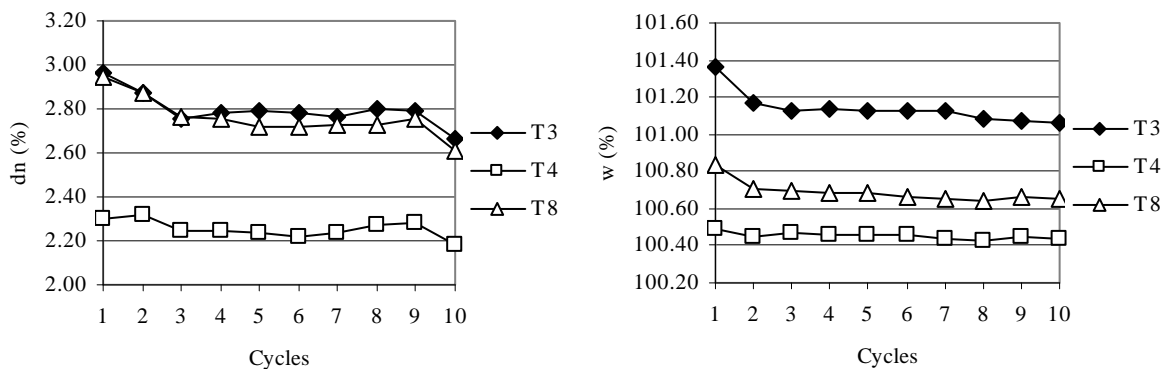 3.20
3.00
2.80
2.60
2.40
2.20
2.00
dn (%)
1 2 3 4 5 6 7 8 9 10
Cycles
T3
T4
T8
101.60
101.40
101.20
101.00
100.80
100.60
100.40
100.20
w (%)
1 2 3 4 5 6 7 8 9 10
Cycles
T3
T4
T8